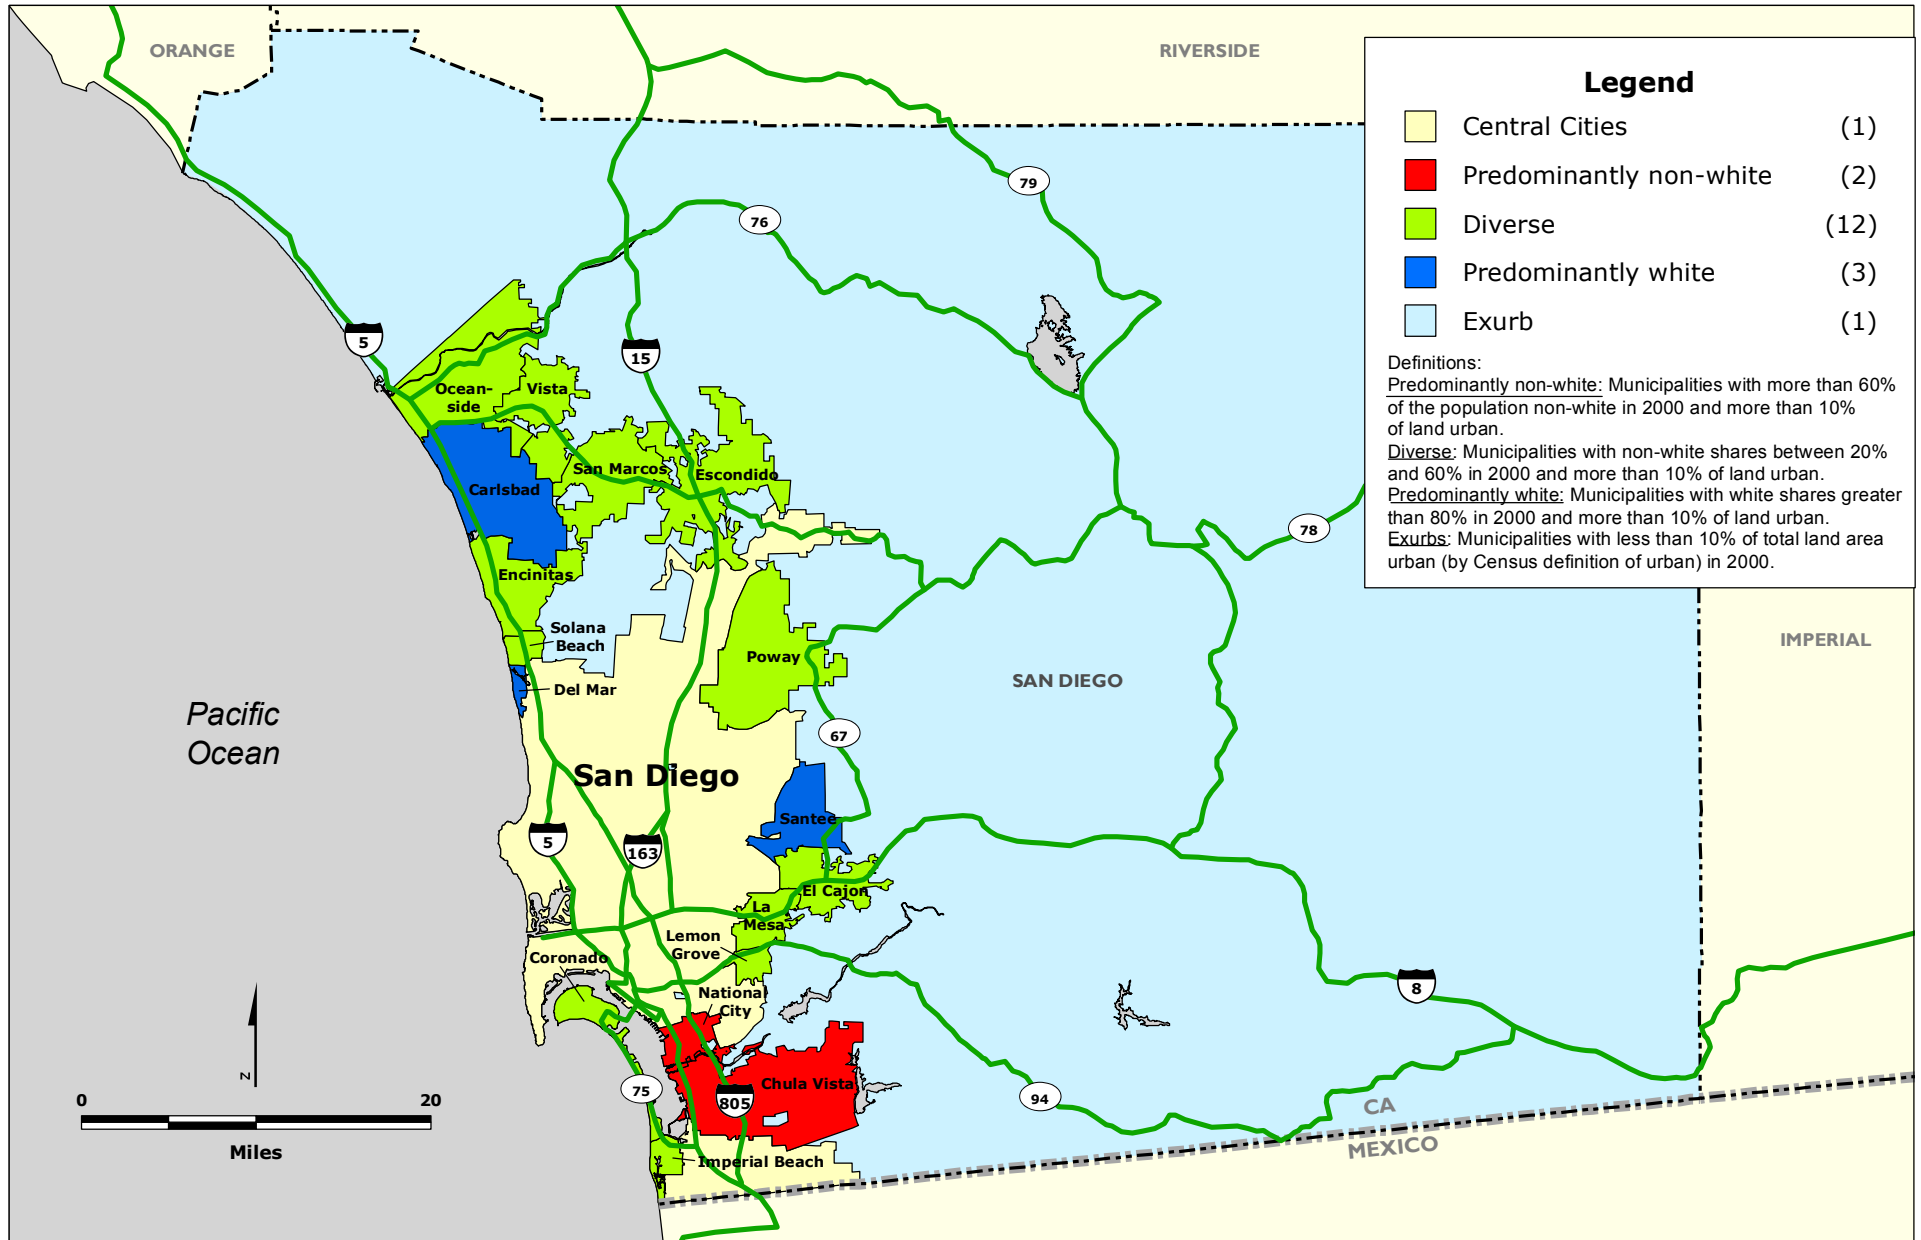 ORANGE
RIVERSIDE
Legend
Central Cities (1)
Predominantly non-white (2)
Diverse (12)
Predominantly white (3)
Exurb (1)
Definitions:
Predominantly non-white: Municipalities with more than 60%
of the population non-white in 2000 and more than 10%
of land urban.
Diverse: Municipalities with non-white shares between 20%
and 60% in 2000 and more than 10% of land urban.
Predominantly white: Municipalities with white shares greater
than 80% in 2000 and more than 10% of land urban.
Exurbs: Municipalities with less than 10% of total land area
urban (by Census definition of urban) in 2000.
79
76
5
15
Ocean-
side
Vista
San Marcos
Escondido
Carlsbad
78
Encinitas
Solana
Beach
Poway
IMPERIAL
SAN DIEGO
Del Mar
Pacific
Ocean
67
San Diego
Santee
5
163
El Cajon
La
Mesa
Lemon
Grove
Coronado
National
City
8
Chula Vista
75
805
94
CA
MEXICO
Imperial Beach
N
0 20
Miles